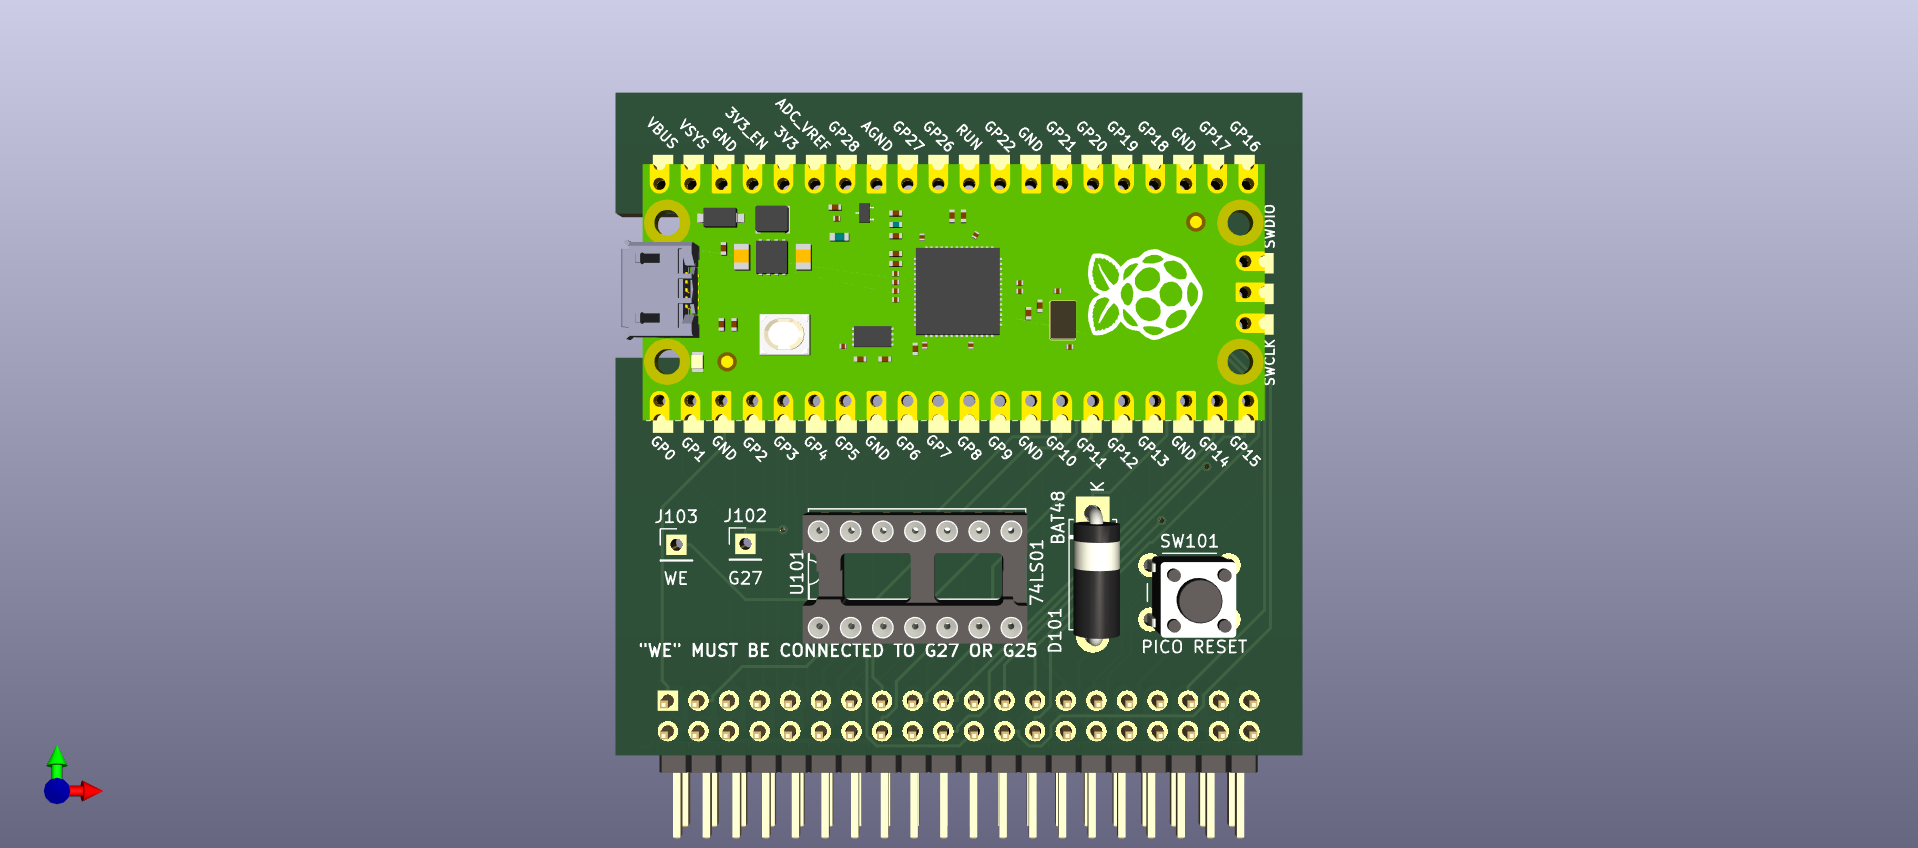 VBUS
VSYS
GND
3V3_EN
3V3
ADC_VREF
GP28
AGND
GP27
GP26
RUN
GP22
GND
GP21
GP20
GP19
GP18
GND
GP17
GP16
SWDIO
SWCLK
GP0
GP1
GND
GP2
GP3
GP4
GP5
GND
GP6
GP7
GP8
GP9
GND
GP10
GP11
GP12
GP13
GND
GP14
GP15
J103
WE
J102
G27
U101
74LS01
BAT48
K
D101
SW101
PICO RESET
"WE" MUST BE CONNECTED TO G27 OR G25